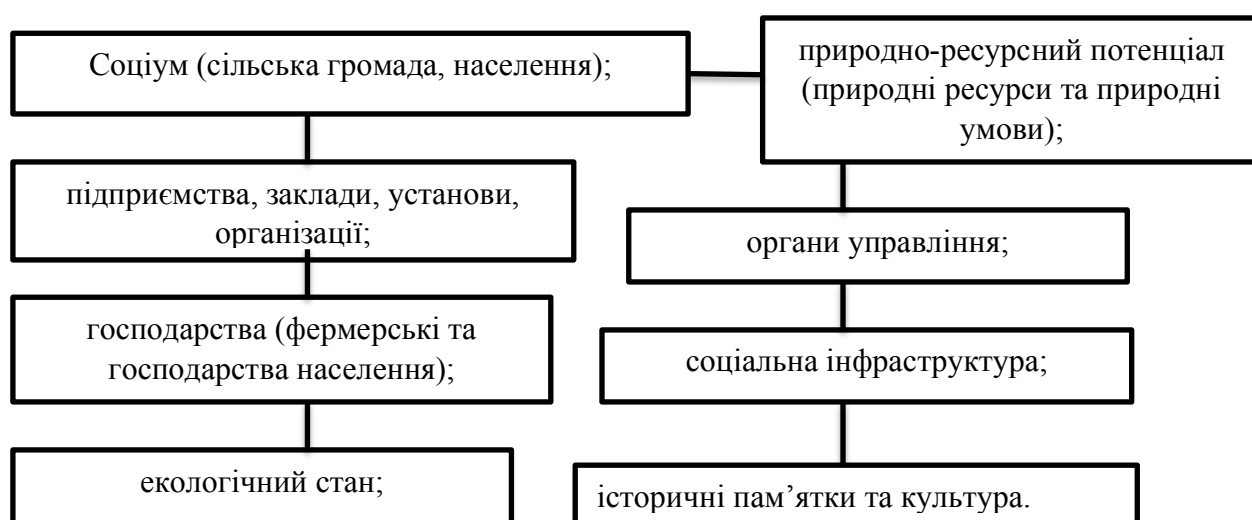 Соціум (сільська громада, населення);
природно-ресурсний потенціал
(природні ресурси та природні
умови);
підприємства, заклади, установи,
організації;
органи управління;
господарства (фермерські та
господарства населення);
соціальна інфраструктура;
екологічний стан;
історичні пам’ятки та культура.